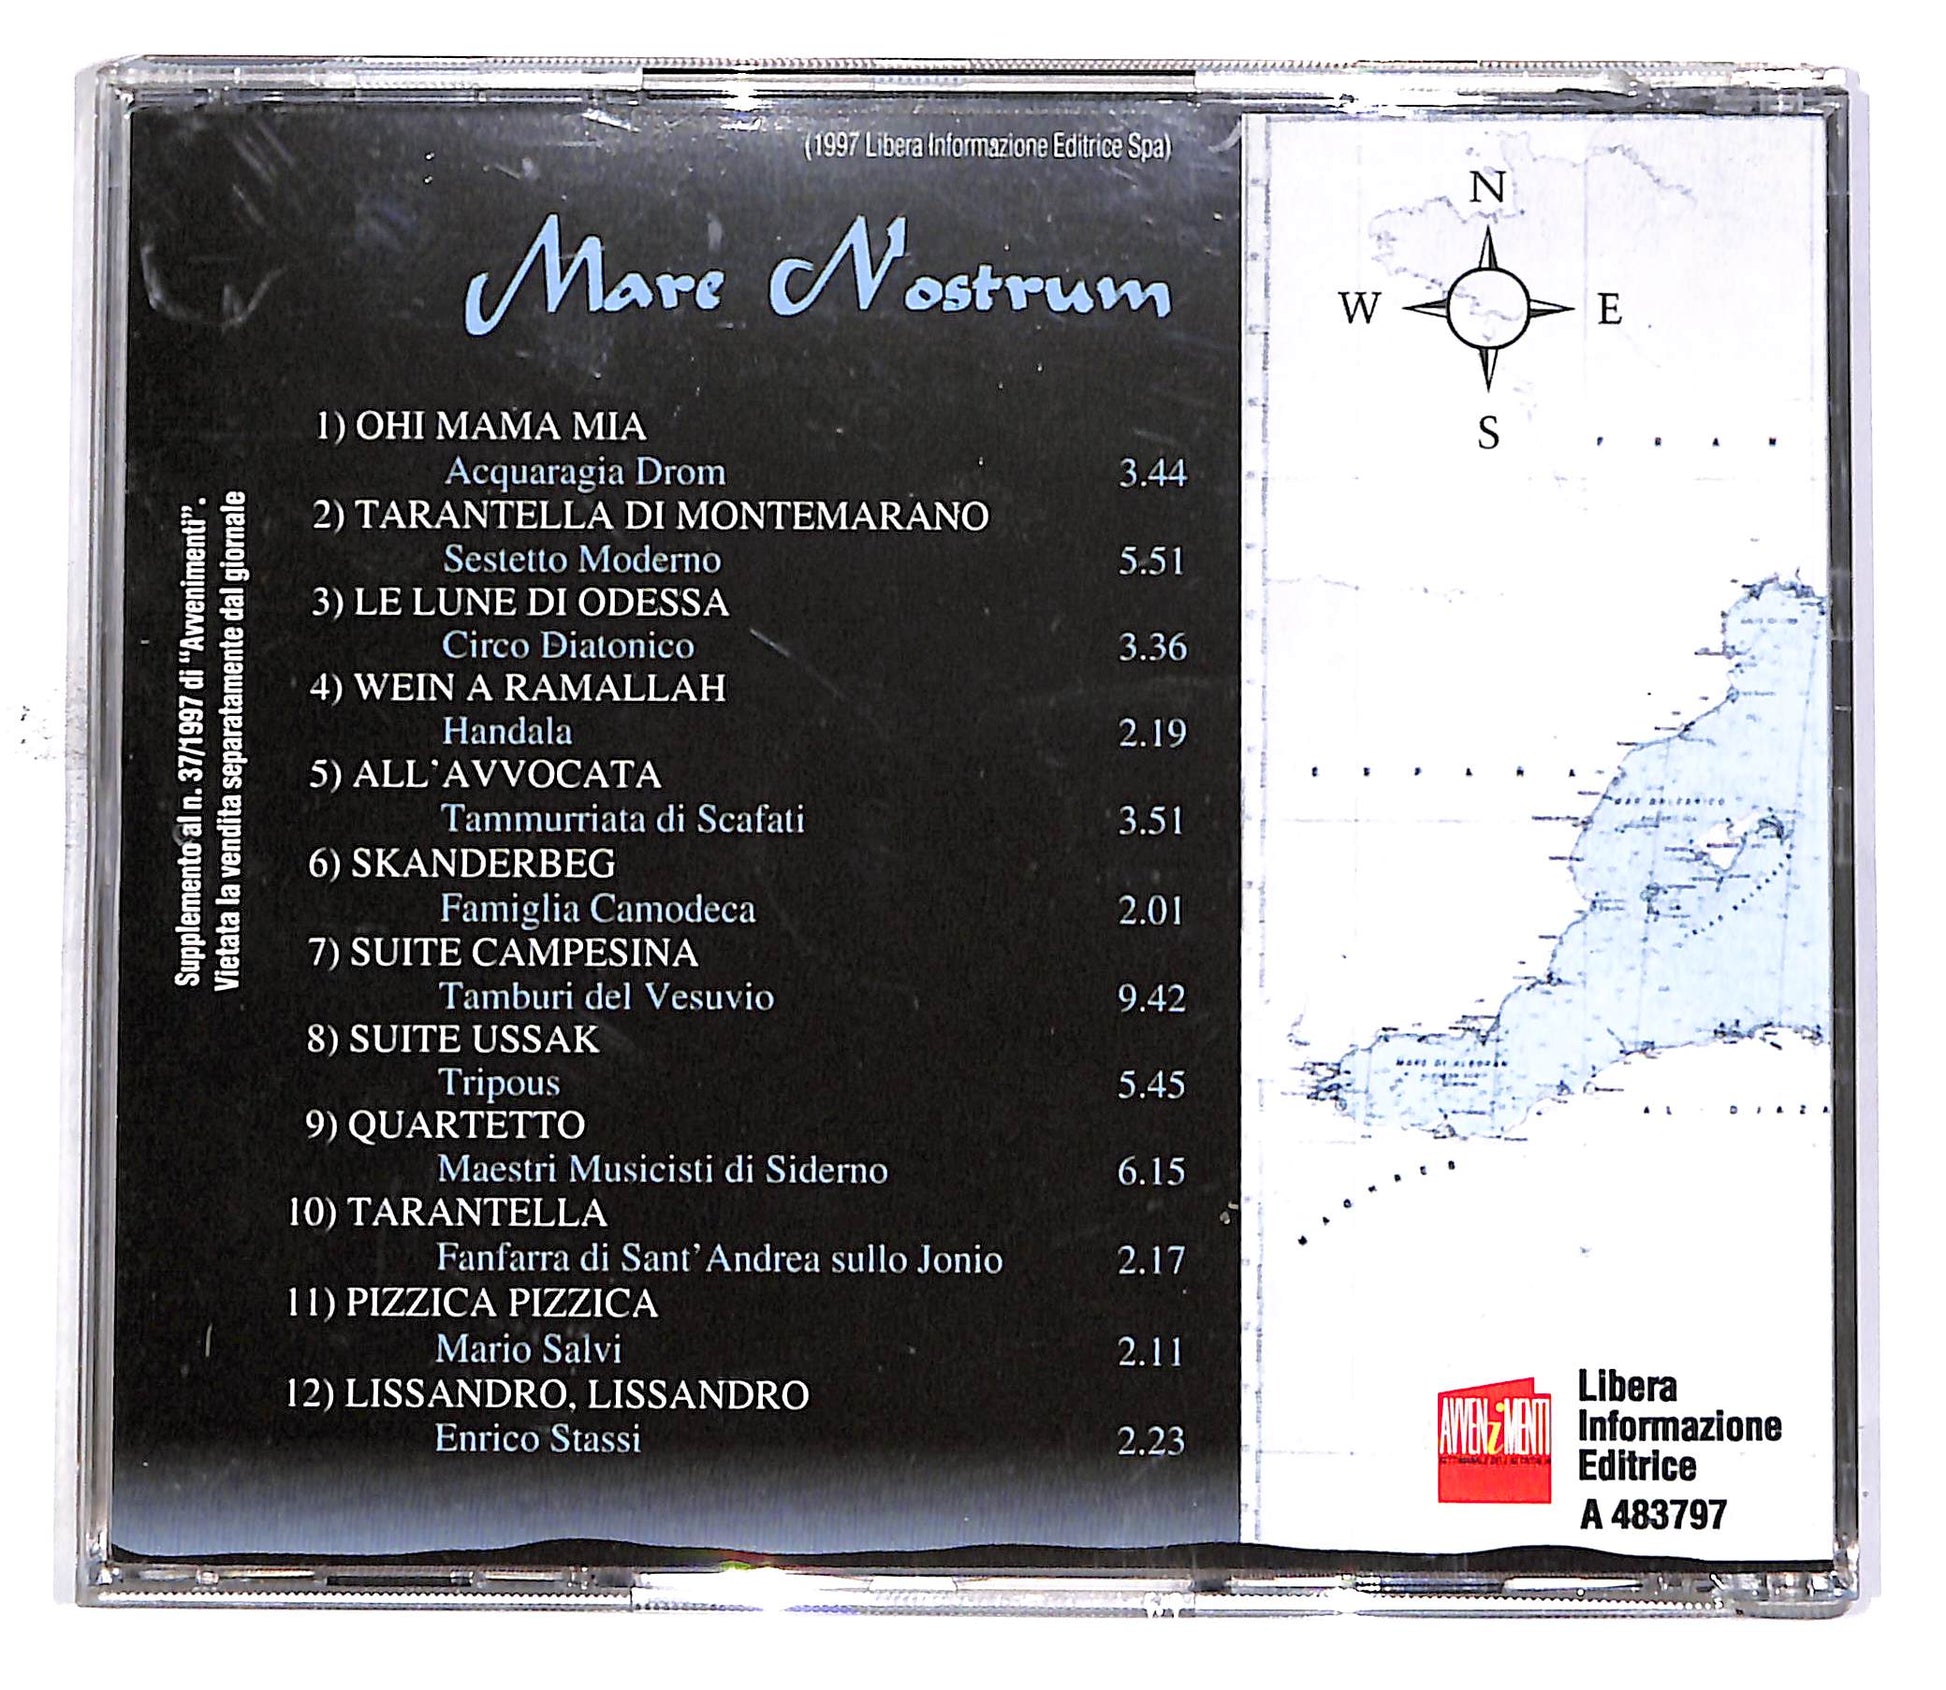 (1997 Libera Informazione Editrice Spa)
Mare Nostrum
1) OHI MAMA MIA
Acquaragia Drom 3.44
2) TARANTELLA DI MONTEMARANO
Sestetto Moderno 5.51
3) LE LUNE DI ODESSA
Circo Diatonico 3.36
4) WEIN A RAMALLAH
Handala 2.19
5) ALL'AVVOCATA
Tammurriata di Scafati 3.51
6) SKANDERBEG
Famiglia Camodeca 2.01
7) SUITE CAMPESINA
Tamburi del Vesuvio 9.42
8) SUITE USSAK
Tripous 5.45
9) QUARTETTO
Maestri Musicisti di Siderno 6.15
10) TARANTELLA
Fanfarra di Sant'Andrea sullo Jonio 2.17
11) PIZZICA PIZZICA
Mario Salvi 2.11
12) LISSANDRO, LISSANDRO
Enrico Stassi 2.23
Supplemento al n. 37/1997 di "Avvenimenti".
Vietata la vendita separatamente dal giornale
N
W E
S
F R A N
E S P A Ñ A
MARE DI ALBORAN
AL - DJAZA
MAGHREB
AVVENiMENTI
Libera
Informazione
Editrice
A 483797